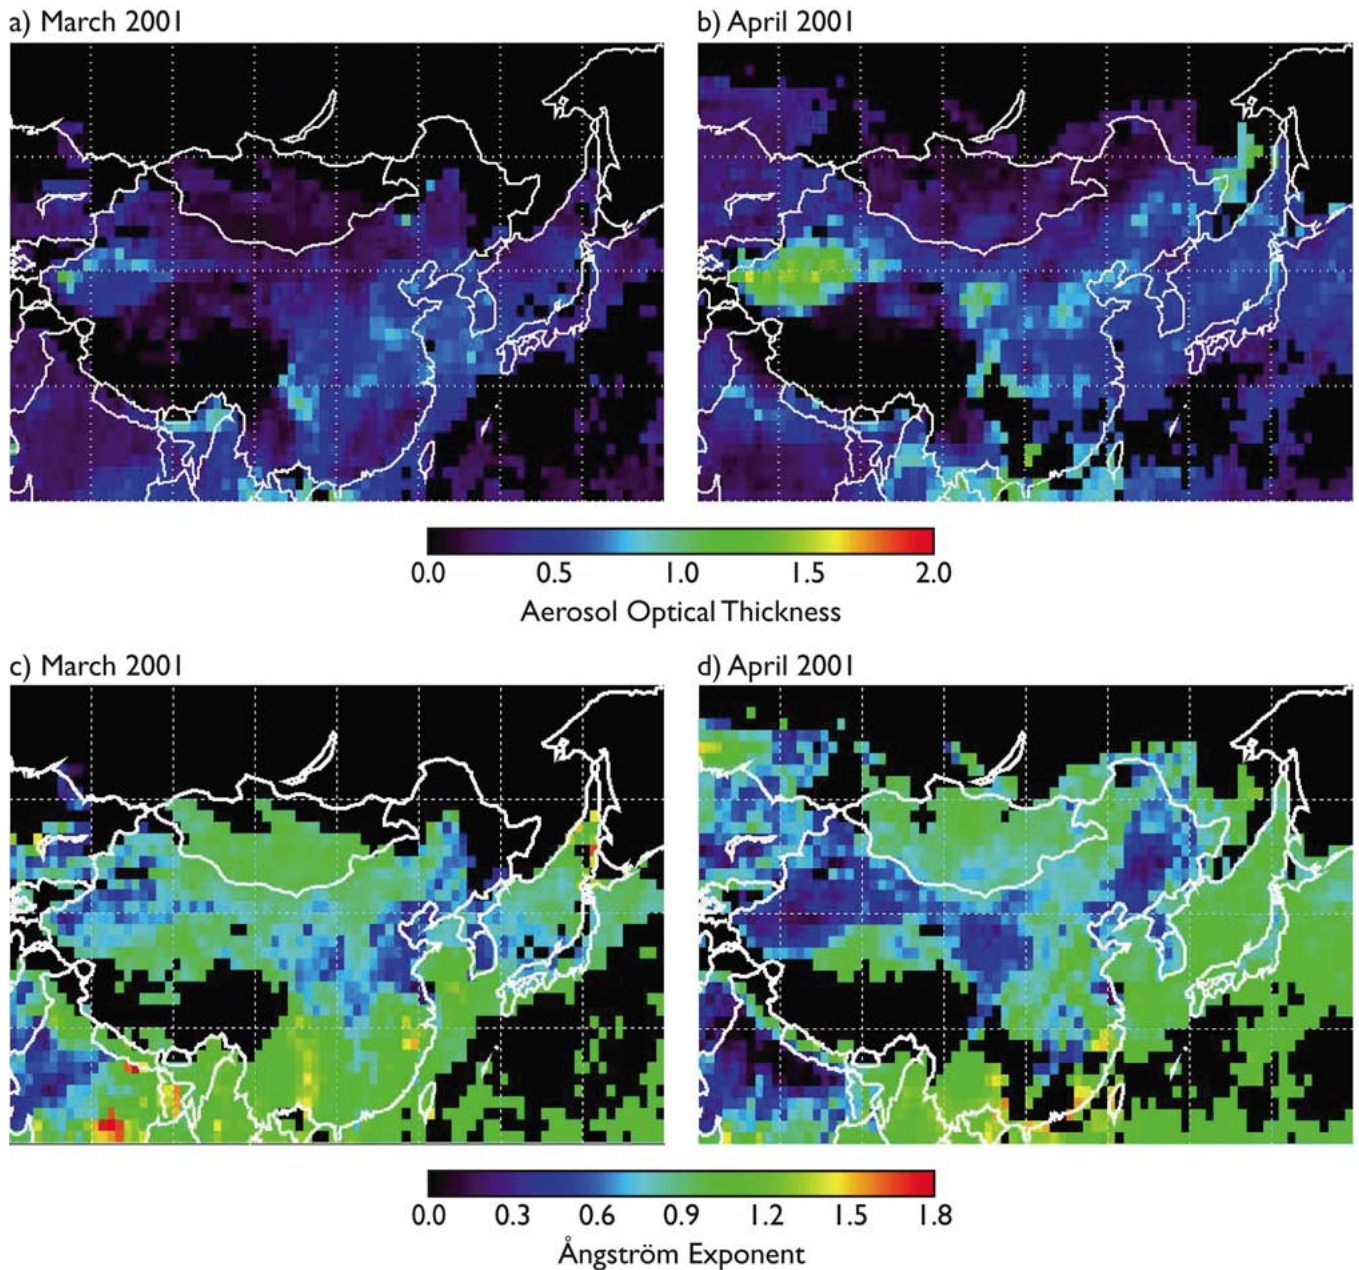 a) March 2001
b) April 2001
0.0 0.5 1.0 1.5 2.0
Aerosol Optical Thickness
c) March 2001
d) April 2001
0.0 0.3 0.6 0.9 1.2 1.5 1.8
Ångström Exponent